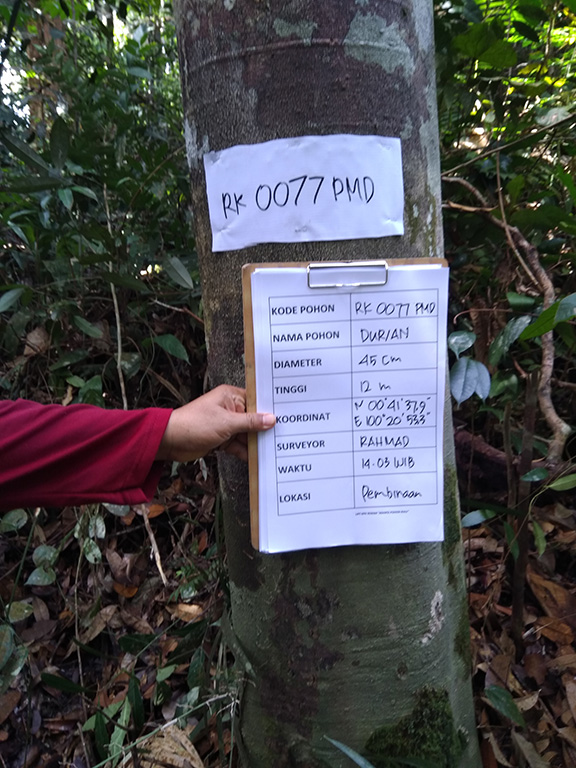 RK 0077 PMD
KODE POHON RK 0077 PMD
NAMA POHON DURIAN
DIAMETER 45 cm
TINGGI 12 m
KOORDINAT N 00°41'37,9"
E 100°20'53.3"
SURVEYOR RAHMAD
WAKTU 14.03 WIB
LOKASI Pembinaan